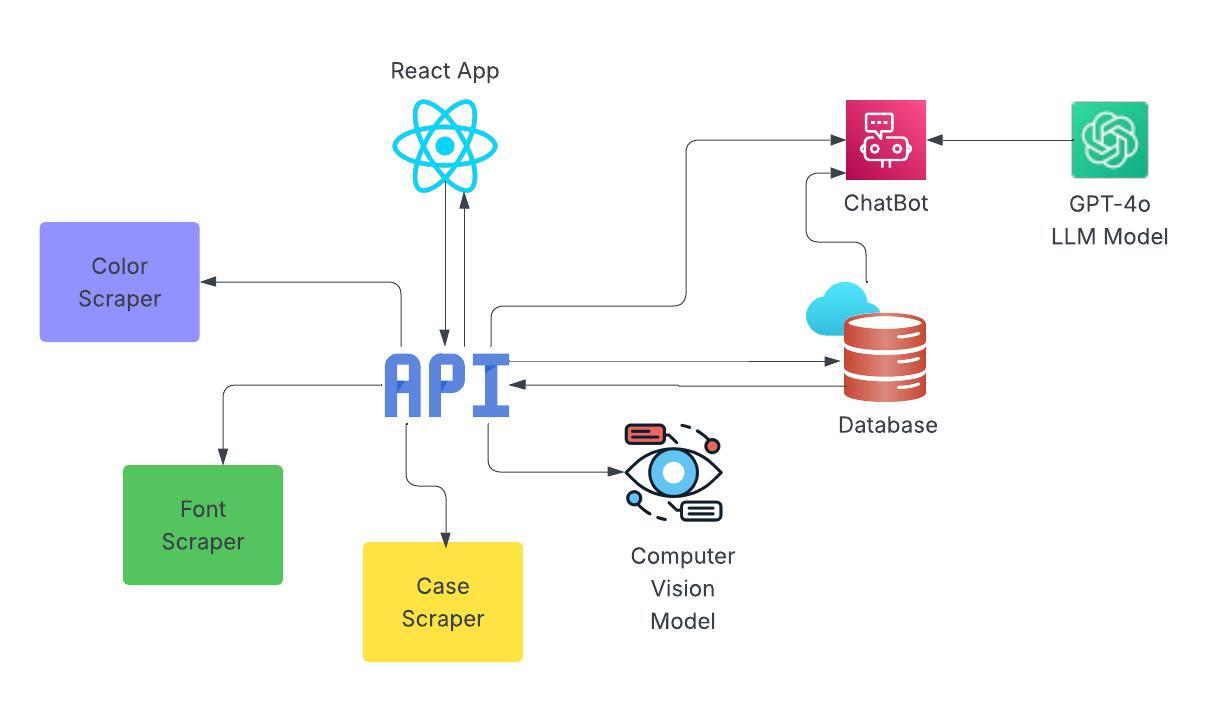 React App
ChatBot
GPT-4o
LLM Model
Color
Scraper
API
Database
Font
Scraper
Case
Scraper
Computer
Vision
Model